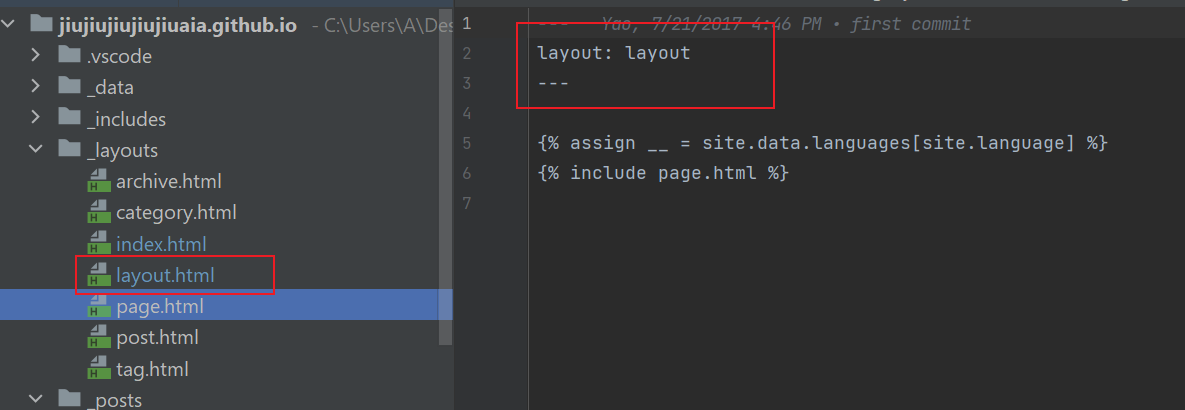 jiujiujiujiujiuaia.github.io - C:\Users\A\Des
.vscode
_data
_includes
_layouts
archive.html
category.html
index.html
layout.html
page.html
post.html
tag.html
_posts
1 --- Yao, 7/21/2017 4:46 PM • first commit
2 layout: layout
3 ---
4
5 {% assign __ = site.data.languages[site.language] %}
6 {% include page.html %}
7